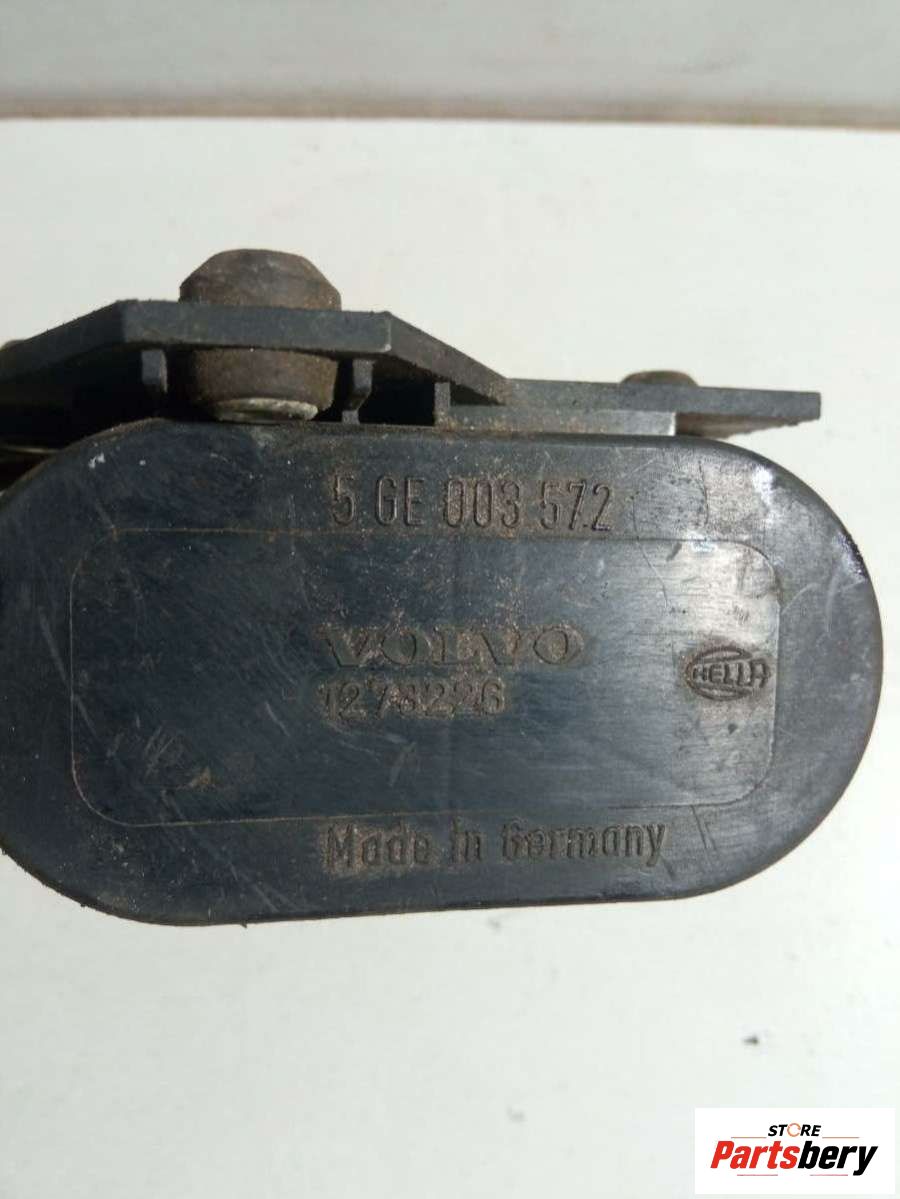 5 GE 003 572
VOLVO
1273226
HELLA
Made in Germany
STORE
Partsbery